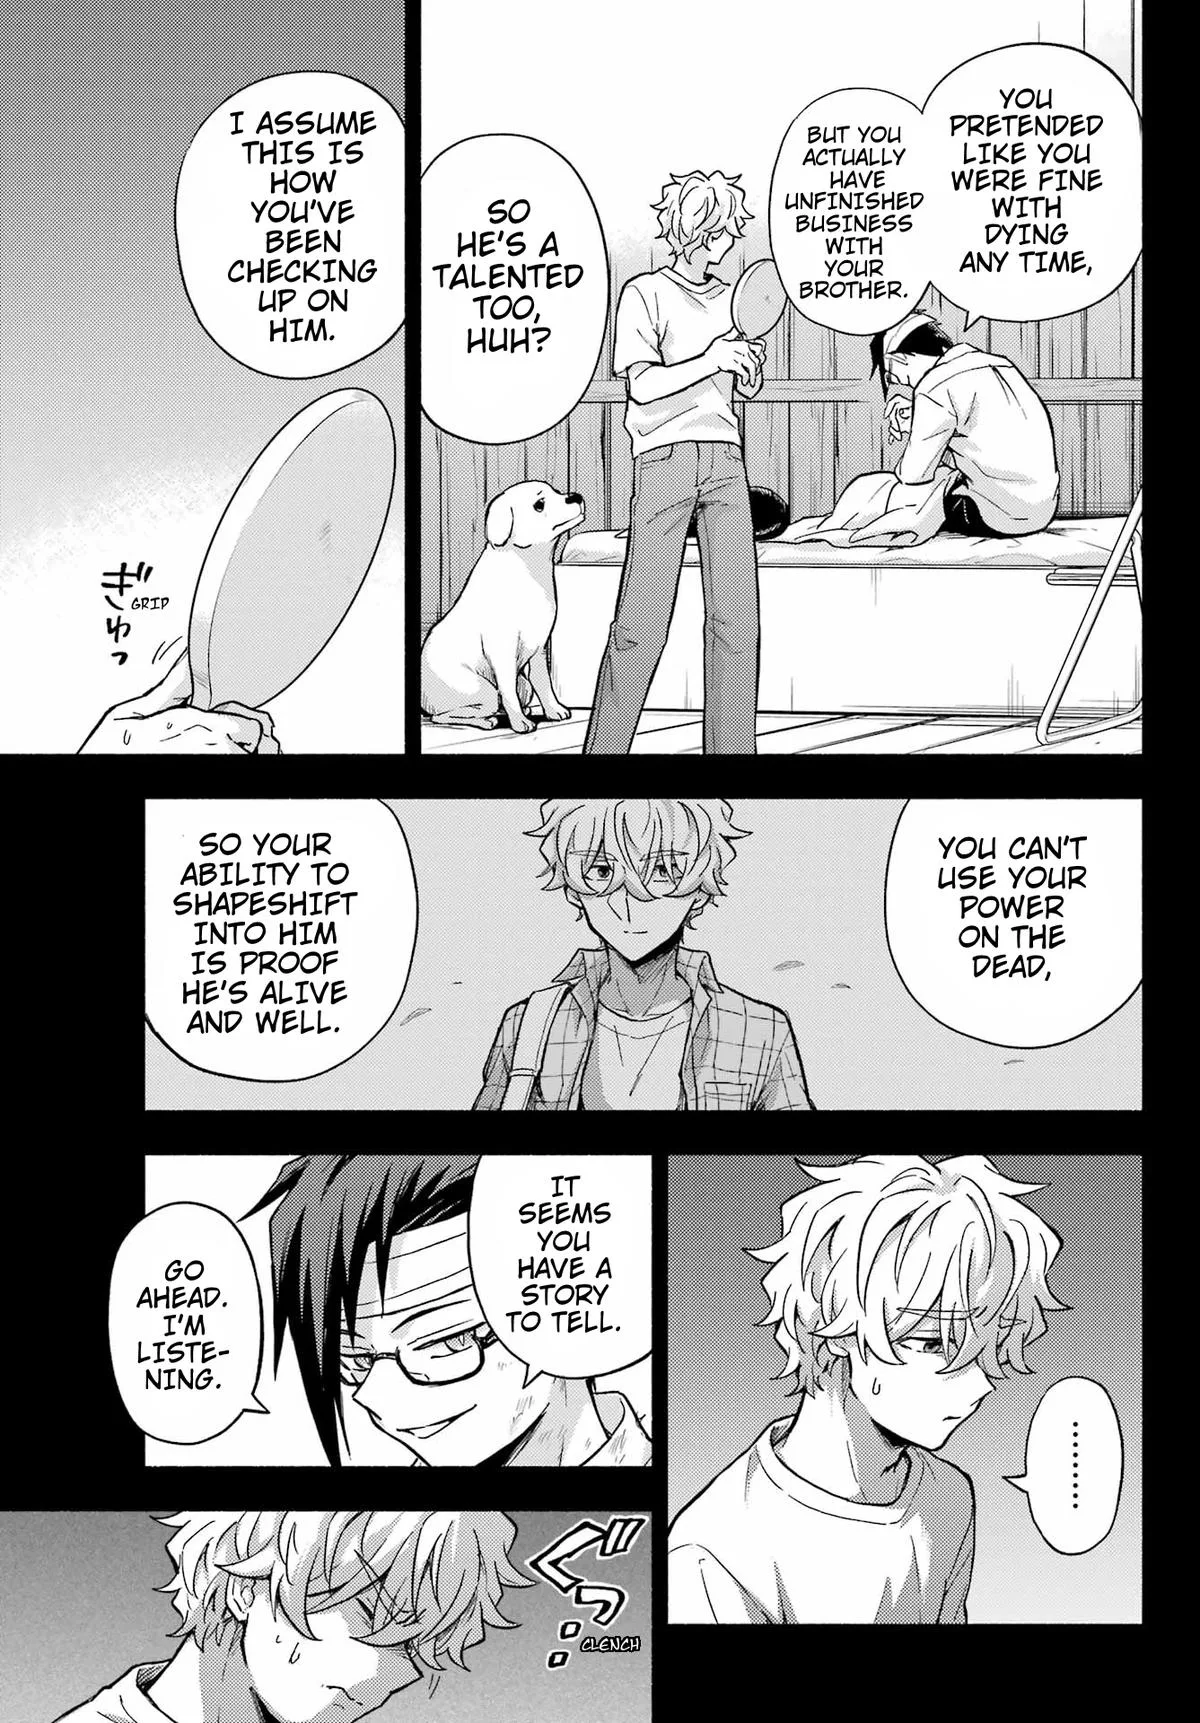 YOU
PRETENDED
LIKE YOU
WERE FINE
WITH
DYING
ANY TIME,
BUT YOU
ACTUALLY
HAVE
UNFINISHED
BUSINESS
WITH
YOUR
BROTHER.
SO
HE'S A
TALENTED
TOO,
HUH?
I ASSUME
THIS IS
HOW
YOU'VE
BEEN
CHECKING
UP ON
HIM.
ぎゅっ
GRIP
YOU CAN'T
USE YOUR
POWER
ON THE
DEAD,
SO YOUR
ABILITY TO
SHAPESHIFT
INTO HIM
IS PROOF
HE'S ALIVE
AND WELL.
………
IT
SEEMS
YOU
HAVE A
STORY
TO TELL.
GO
AHEAD.
I'M
LISTE-
NING.
ぐっ…
CLENCH